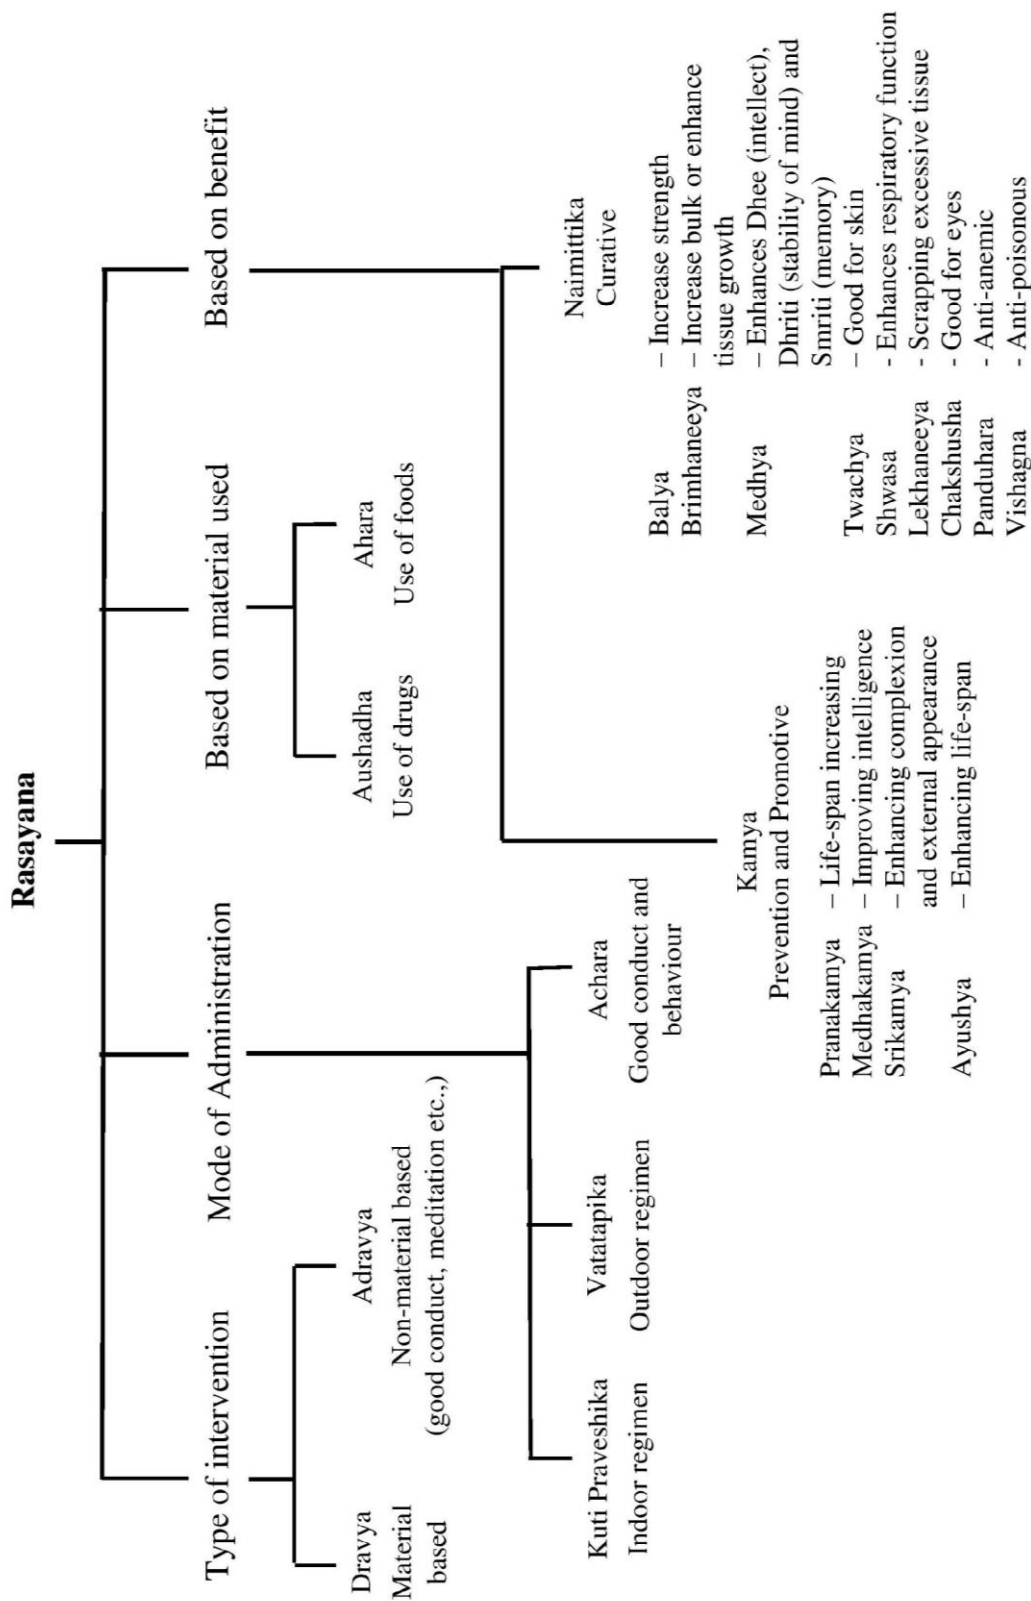 Rasayana
Type of intervention
Mode of Administration
Based on material used
Based on benefit
Dravya
Material
based
Adravya
Non-material based
(good conduct, meditation etc.,)
Kuti Praveshika
Indoor regimen
Vatatapika
Outdoor regimen
Achara
Good conduct and
behaviour
Aushadha
Use of drugs
Ahara
Use of foods
Kamya
Prevention and Promotive
Pranakamya – Life-span increasing
Medhakamya – Improving intelligence
Srikamya – Enhancing complexion
and external appearance
Ayushya – Enhancing life-span
Naimittika
Curative
Balya – Increase strength
Brimhaneeya – Increase bulk or enhance
tissue growth
Medhya – Enhances Dhee (intellect),
Dhriti (stability of mind) and
Smriti (memory)
Twachya – Good for skin
Shwasa - Enhances respiratory function
Lekhaneeya - Scrapping excessive tissue
Chakshusha - Good for eyes
Panduhara - Anti-anemic
Vishagna - Anti-poisonous